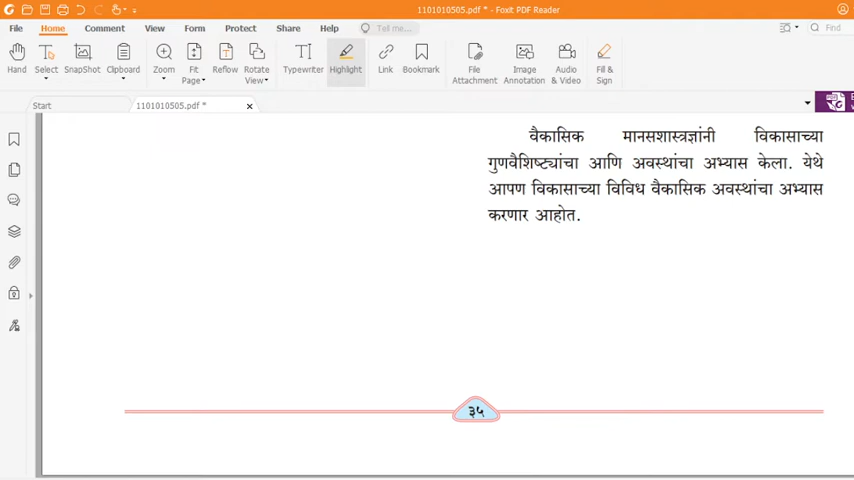 1101010505.pdf * - Foxit PDF Reader
File Home Comment View Form Protect Share Help Tell me... Find
Hand Select SnapShot Clipboard Zoom Fit Page Reflow Rotate View Typewriter Highlight Link Bookmark File Attachment Image Annotation Audio & Video Fill & Sign
Start 1101010505.pdf *
वैकासिक मानसशास्त्रज्ञांनी विकासाच्या
गुणवैशिष्ट्यांचा आणि अवस्थांचा अभ्यास केला. येथे
आपण विकासाच्या विविध वैकासिक अवस्थांचा अभ्यास
करणार आहोत.
३५